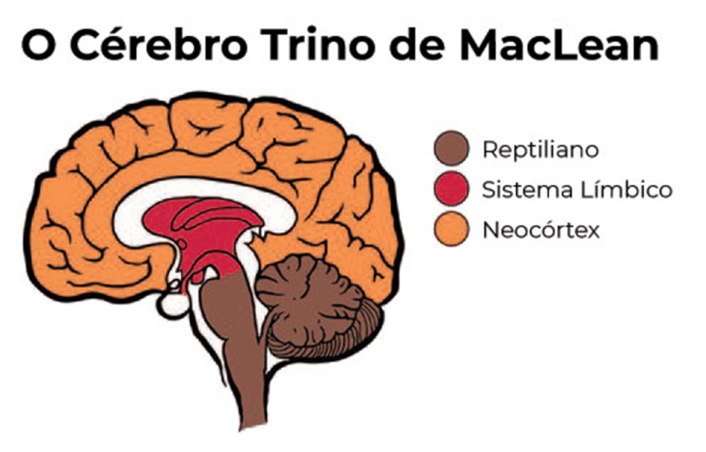 O Cérebro Trino de MacLean
Reptiliano
Sistema Límbico
Neocórtex